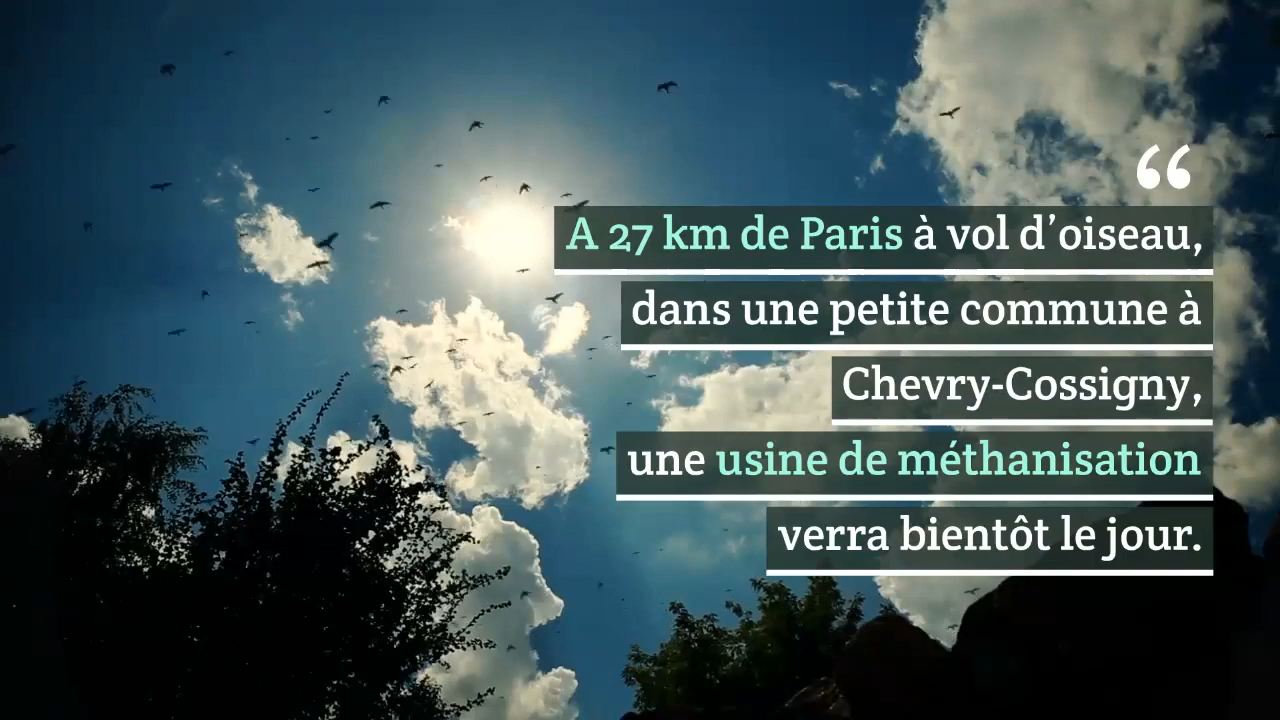 “
A 27 km de Paris à vol d’oiseau,
dans une petite commune à
Chevry-Cossigny,
une usine de méthanisation
verra bientôt le jour.